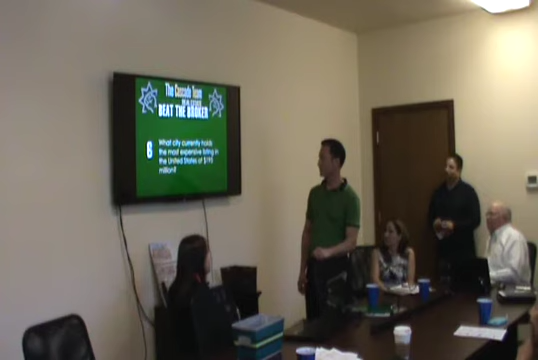 The Cascade Team
BEAT THE BROKER
6
What city currently holds
the most expensive listing in
the United States at $195
million?